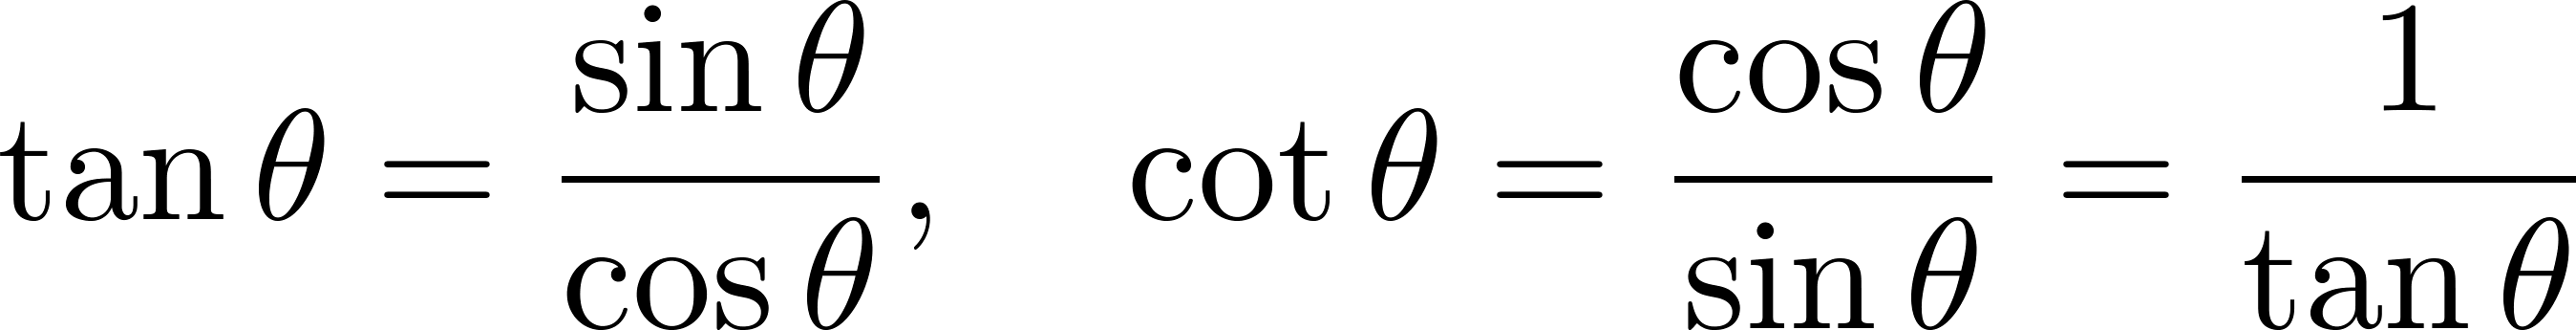 tan θ = sin θ / cos θ, cot θ = cos θ / sin θ = 1 / tan θ